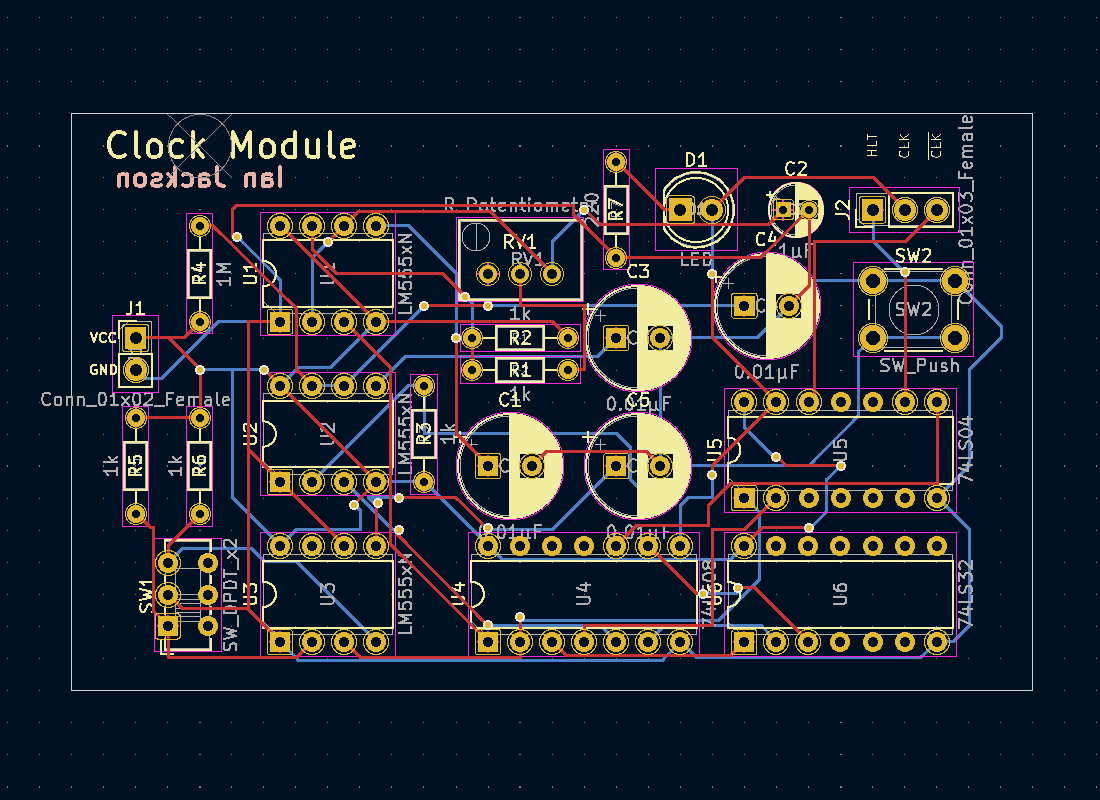 Clock Module
Ian Jackson
HLT
CLK
CLK
Conn_01x03_Female
J2
D1
LED
C2
1µF
R7
220
R_Potentiometer
RV1
RV1
R4
1M
U1
U2
LM555xN
C3
0.01µF
C4
0.01µF
SW2
SW2
SW_Push
J1
VCC
GND
Conn_01x02_Female
1k
R2
R1
1k
U2
U2
LM555xN
R3
1k
C1
0.01µF
C5
0.01µF
U5
U5
74LS04
1k
R5
1k
R6
SW1
SW_DPDT_x2
U3
U3
LM555xN
U4
U4
74LS08
U6
U6
74LS32